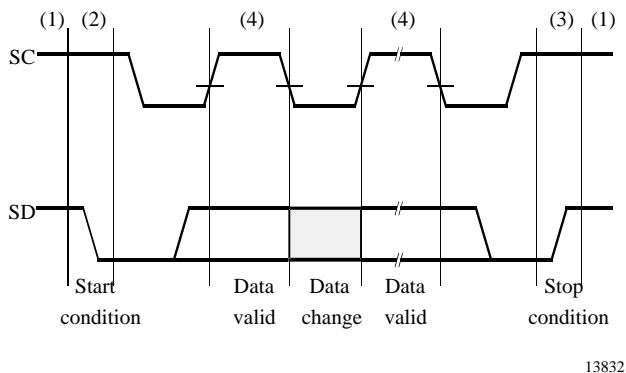 (1) (2) (4) (4) (3) (1)
SC
SD
Start Data Data Data Stop
condition valid change valid condition
13832